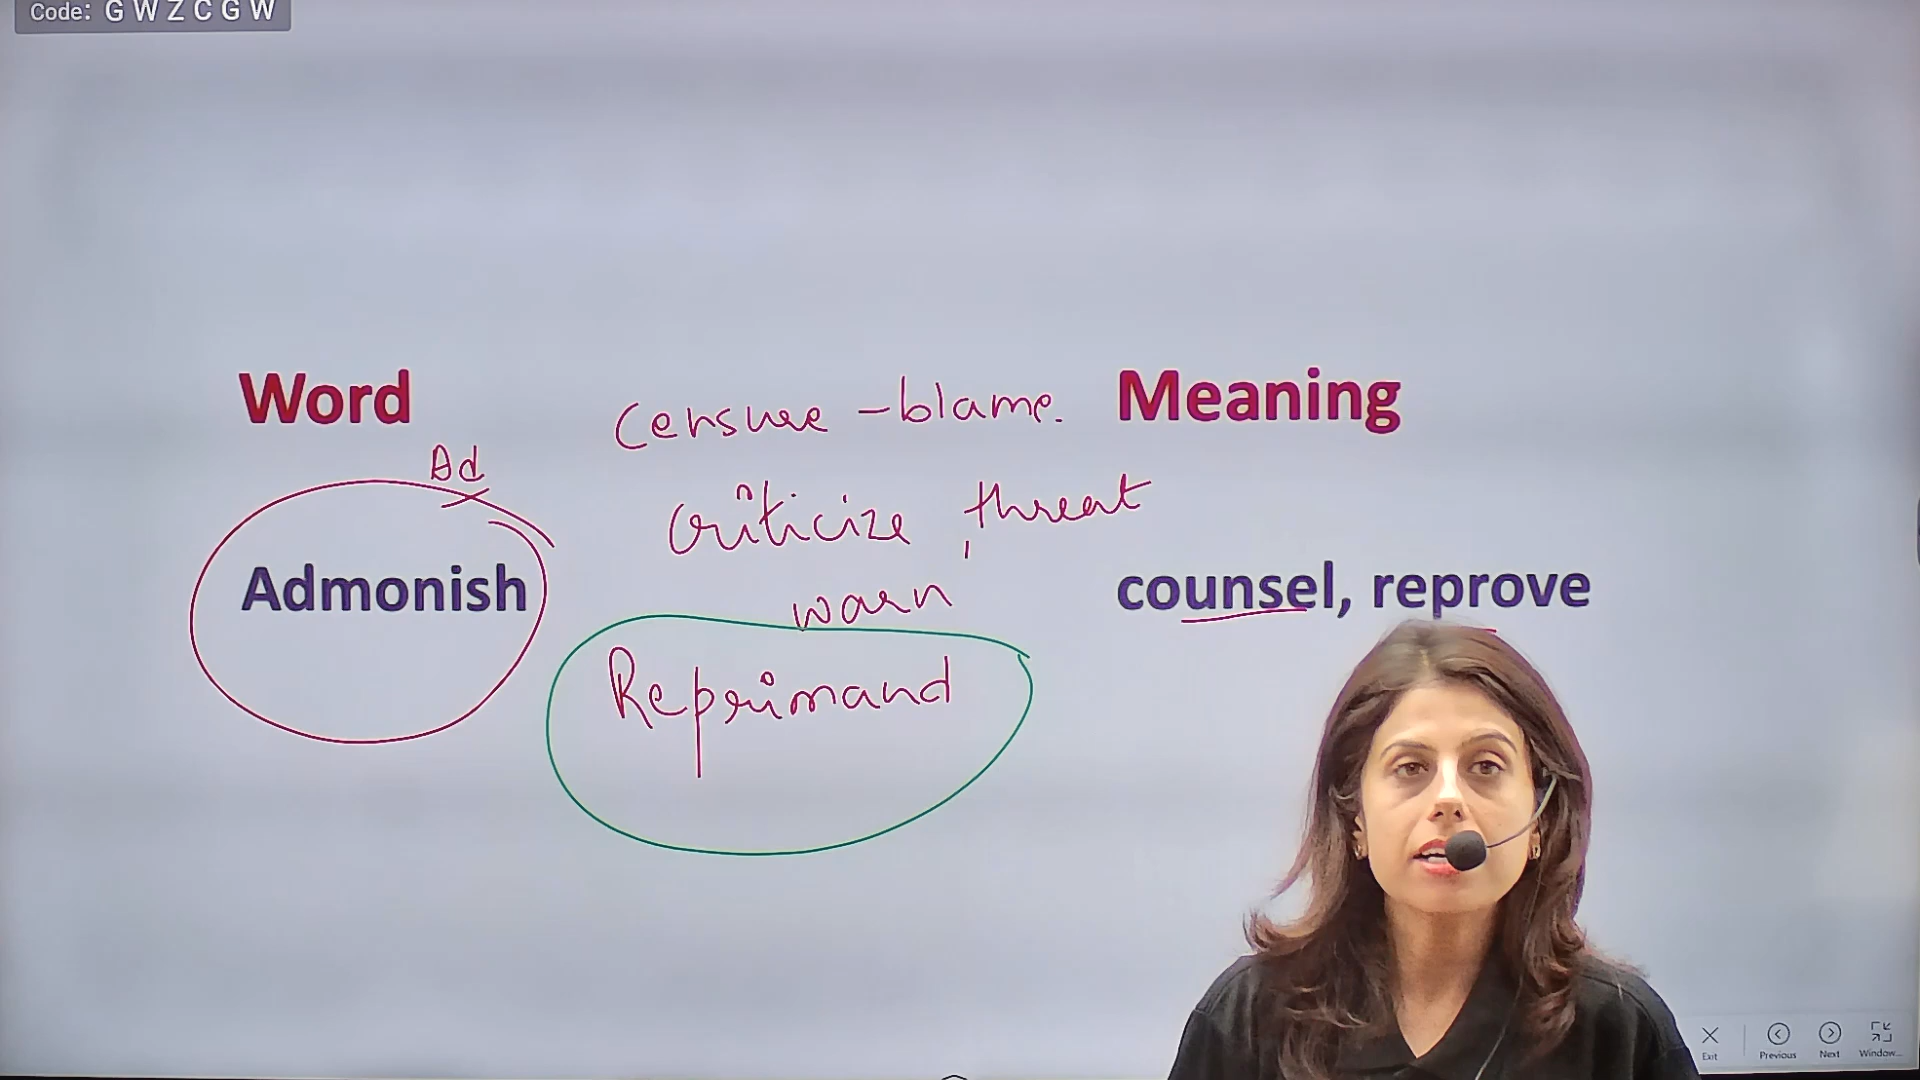 Code: G W Z C G W
Word
Censure - blame.
Meaning
Ad
criticize, threat
Admonish
warn
counsel, reprove
Reprimand
Exit
Previous
Next
Window...